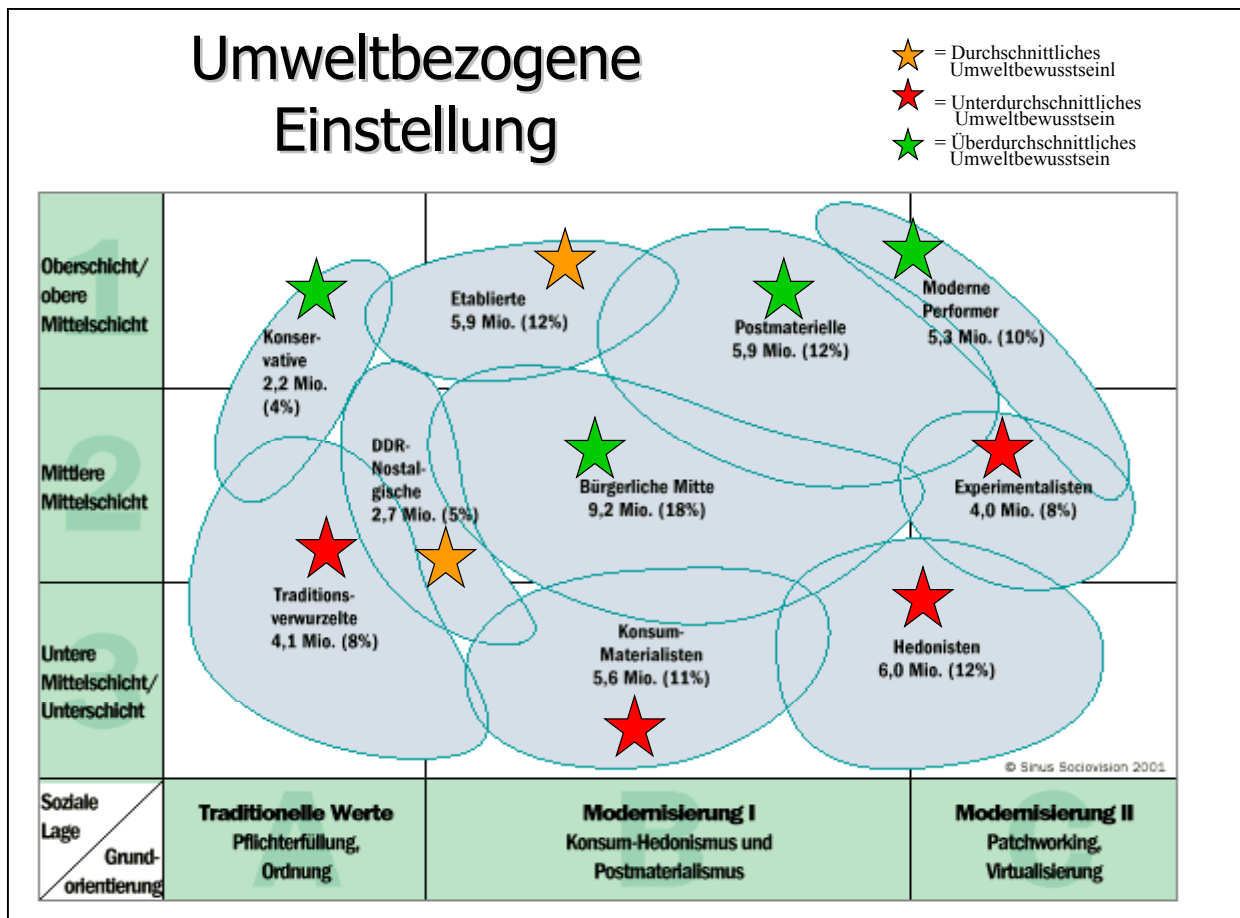 Umweltbezogene
Einstellung
= Durchschnittliches
Umweltbewusstseinl
= Unterdurchschnittliches
Umweltbewusstsein
= Überdurchschnittliches
Umweltbewusstsein
1
Oberschicht/
obere
Mittelschicht
Konser-
vative
2,2 Mio.
(4%)
Etablierte
5,9 Mio. (12%)
Postmaterielle
5,9 Mio. (12%)
Moderne
Performer
5,3 Mio. (10%)
2
Mittlere
Mittelschicht
DDR-
Nostal-
gische
2,7 Mio. (5%)
Bürgerliche Mitte
9,2 Mio. (18%)
Experimentalisten
4,0 Mio. (8%)
3
Untere
Mittelschicht/
Unterschicht
Traditions-
verwurzelte
4,1 Mio. (8%)
Konsum-
Materialisten
5,6 Mio. (11%)
Hedonisten
6,0 Mio. (12%)
© Sinus Sociovision 2001
Soziale
Lage
Grund-
orientierung
A
Traditionelle Werte
Pflichterfüllung,
Ordnung
B
Modernisierung I
Konsum-Hedonismus und
Postmaterialismus
C
Modernisierung II
Patchworking,
Virtualisierung